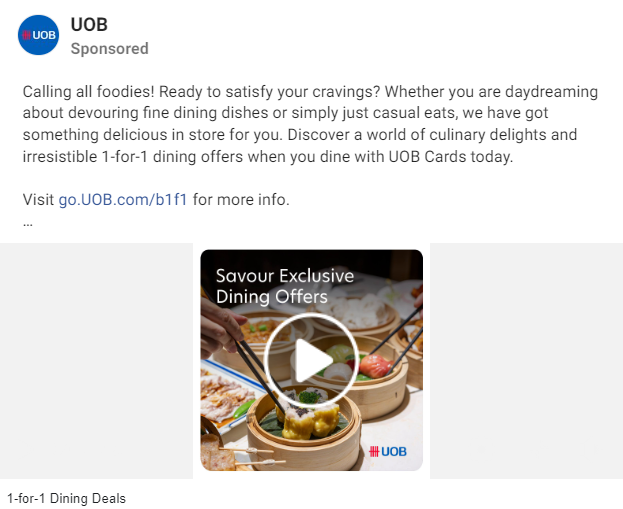 UOB
UOB
Sponsored
Calling all foodies! Ready to satisfy your cravings? Whether you are daydreaming
about devouring fine dining dishes or simply just casual eats, we have got
something delicious in store for you. Discover a world of culinary delights and
irresistible 1-for-1 dining offers when you dine with UOB Cards today.
Visit go.UOB.com/b1f1 for more info.
...
Savour Exclusive
Dining Offers
UOB
1-for-1 Dining Deals